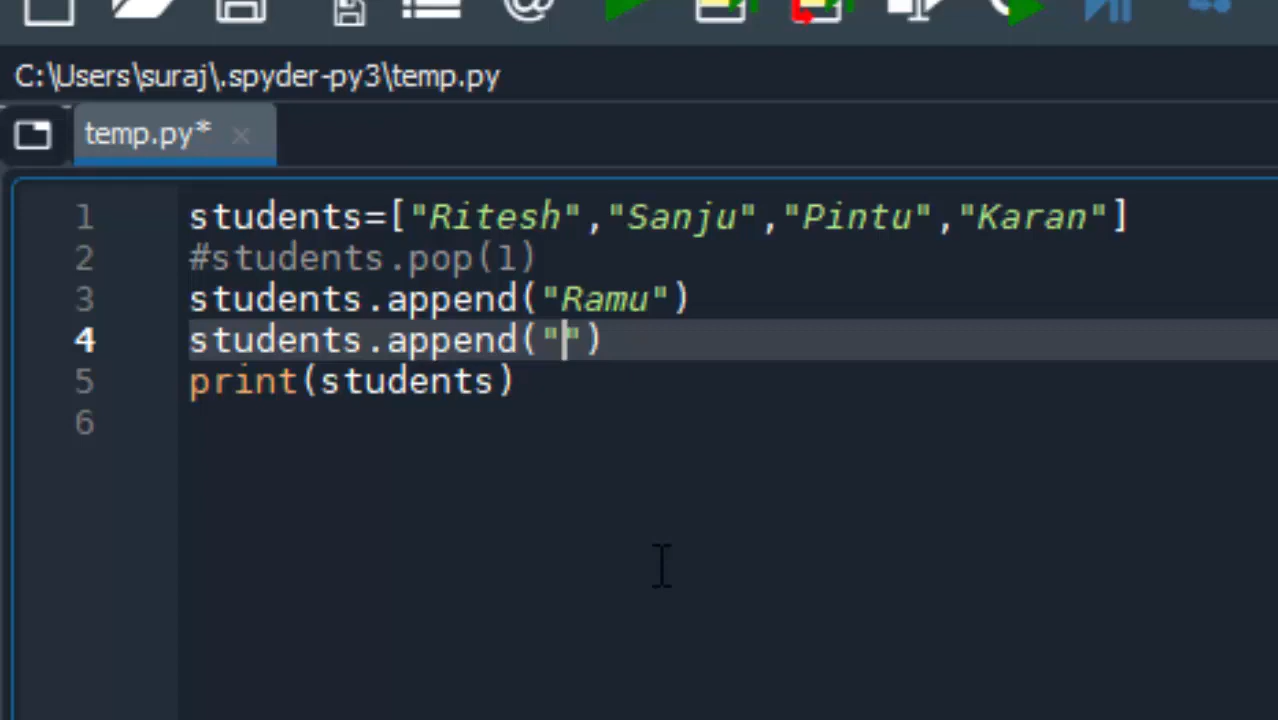 C:\Users\suraj\.spyder-py3\temp.py
temp.py*
1 students=["Ritesh","Sanju","Pintu","Karan"]
2 #students.pop(1)
3 students.append("Ramu")
4 students.append("")
5 print(students)
6